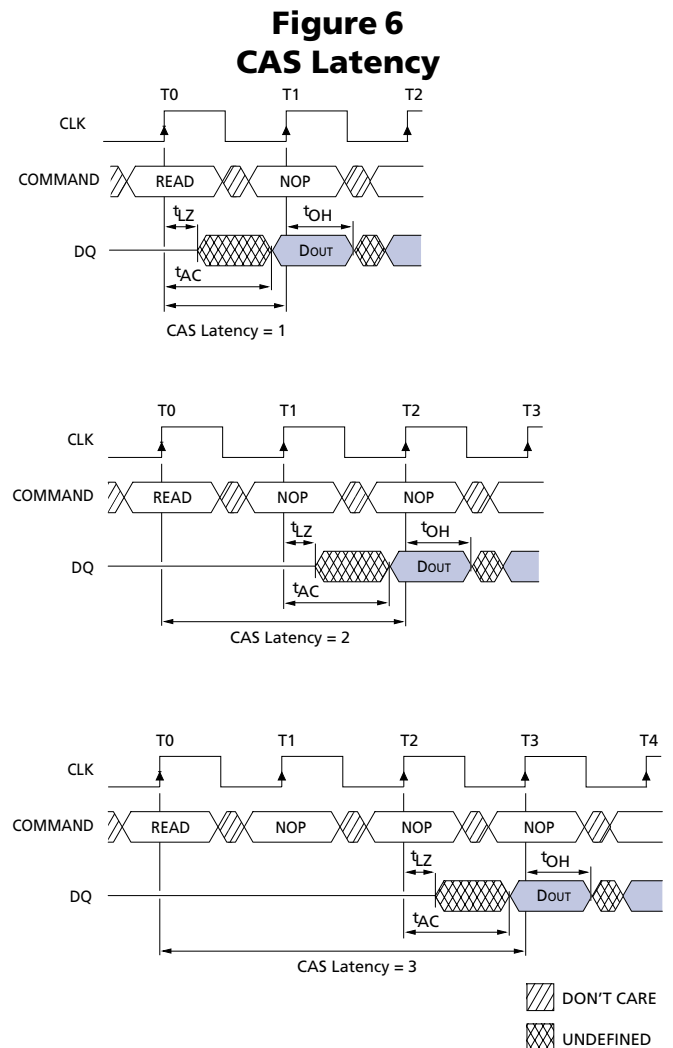 Figure 6
CAS Latency
T0 T1 T2
CLK
COMMAND READ NOP
tLZ tOH
DQ DOUT
tAC
CAS Latency = 1
T0 T1 T2 T3
CLK
COMMAND READ NOP NOP
tLZ tOH
DQ DOUT
tAC
CAS Latency = 2
T0 T1 T2 T3 T4
CLK
COMMAND READ NOP NOP NOP
tLZ tOH
DQ DOUT
tAC
CAS Latency = 3
DON'T CARE
UNDEFINED